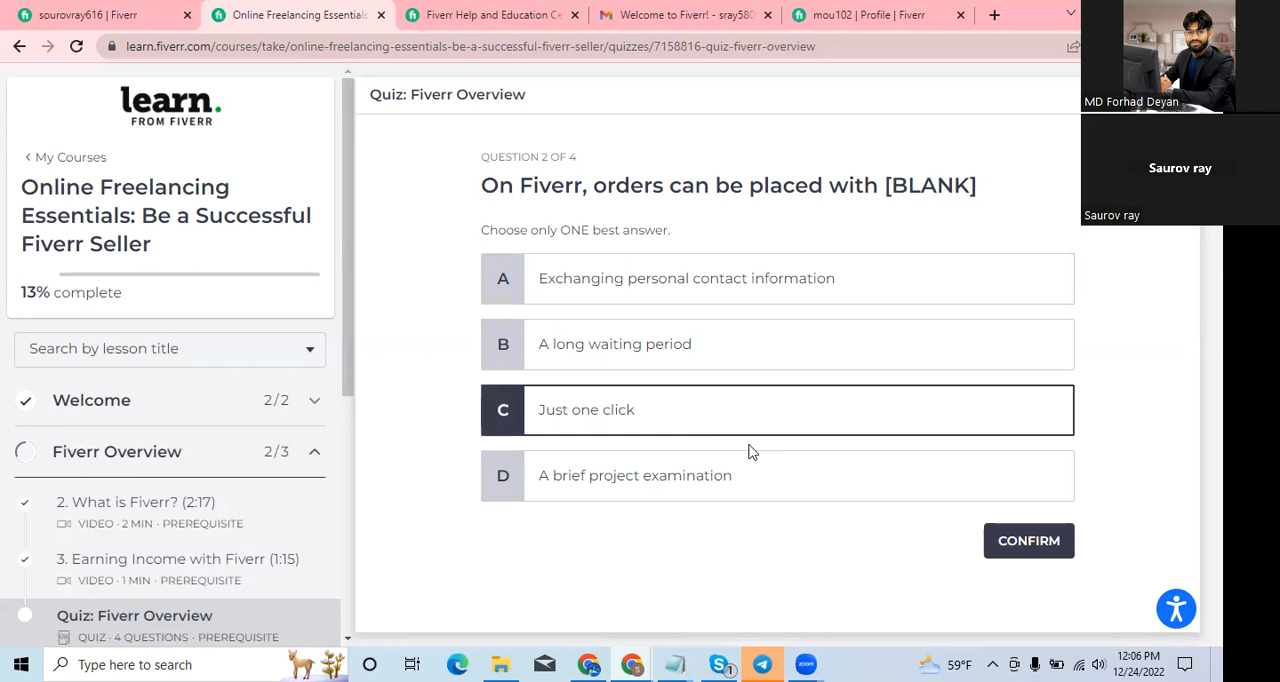 sourovray616 | Fiverr
Online Freelancing Essentials
Fiverr Help and Education Ce
Welcome to Fiverr! - sray580
mou102 | Profile | Fiverr
learn.fiverr.com/courses/take/online-freelancing-essentials-be-a-successful-fiverr-seller/quizzes/7158816-quiz-fiverr-overview
MD Forhad Deyan
Saurov ray
Saurov ray
learn.
FROM FIVERR
My Courses
Online Freelancing
Essentials: Be a Successful
Fiverr Seller
13% complete
Search by lesson title
Welcome 2/2
Fiverr Overview 2/3
2. What is Fiverr? (2:17)
VIDEO · 2 MIN · PREREQUISITE
3. Earning Income with Fiverr (1:15)
VIDEO · 1 MIN · PREREQUISITE
Quiz: Fiverr Overview
QUIZ · 4 QUESTIONS · PREREQUISITE
Quiz: Fiverr Overview
QUESTION 2 OF 4
On Fiverr, orders can be placed with [BLANK]
Choose only ONE best answer.
A Exchanging personal contact information
B A long waiting period
C Just one click
D A brief project examination
CONFIRM
Type here to search
S 1
zoom
59°F
12:06 PM
12/24/2022